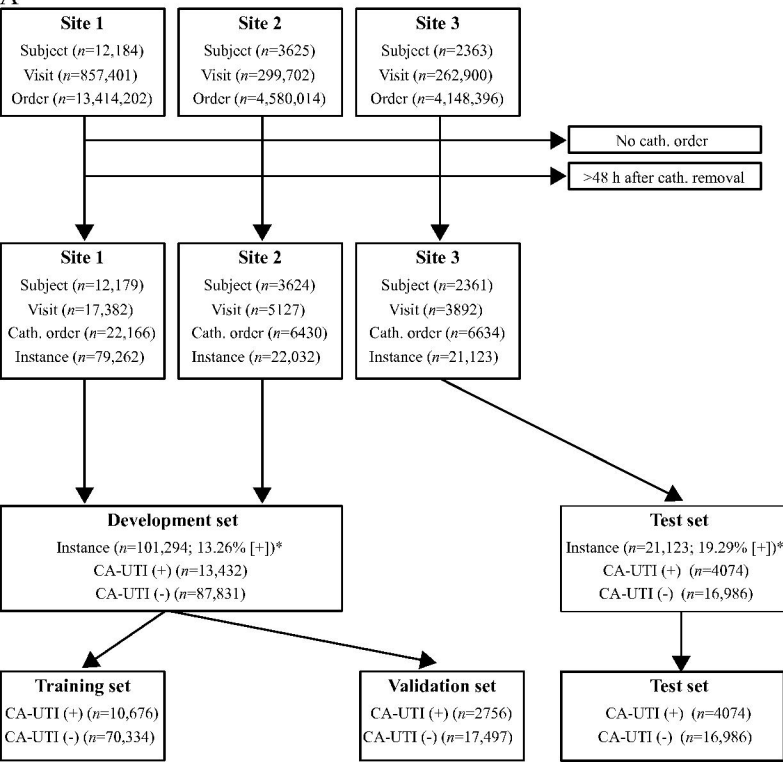 A
Site 1
Subject (n=12,184)
Visit (n=857,401)
Order (n=13,414,202)
Site 2
Subject (n=3625)
Visit (n=299,702)
Order (n=4,580,014)
Site 3
Subject (n=2363)
Visit (n=262,900)
Order (n=4,148,396)
No cath. order
>48 h after cath. removal
Site 1
Subject (n=12,179)
Visit (n=17,382)
Cath. order (n=22,166)
Instance (n=79,262)
Site 2
Subject (n=3624)
Visit (n=5127)
Cath. order (n=6430)
Instance (n=22,032)
Site 3
Subject (n=2361)
Visit (n=3892)
Cath. order (n=6634)
Instance (n=21,123)
Development set
Instance (n=101,294; 13.26% [+])*
CA-UTI (+) (n=13,432)
CA-UTI (-) (n=87,831)
Test set
Instance (n=21,123; 19.29% [+])*
CA-UTI (+) (n=4074)
CA-UTI (-) (n=16,986)
Training set
CA-UTI (+) (n=10,676)
CA-UTI (-) (n=70,334)
Validation set
CA-UTI (+) (n=2756)
CA-UTI (-) (n=17,497)
Test set
CA-UTI (+) (n=4074)
CA-UTI (-) (n=16,986)